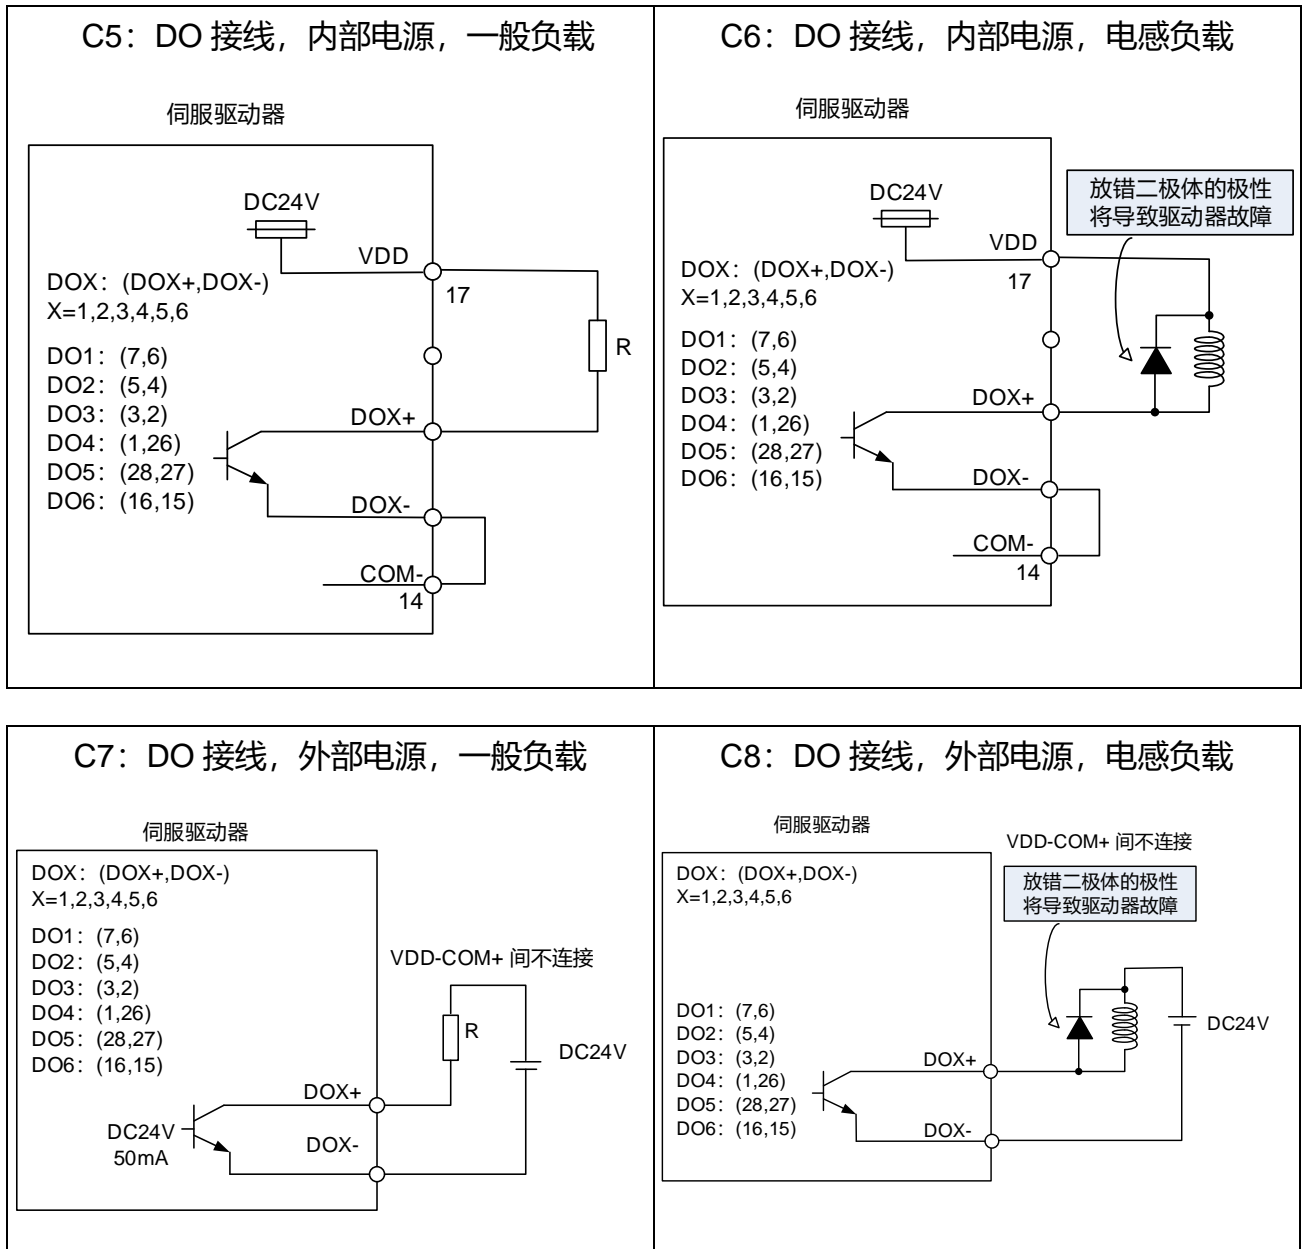 C5：DO 接线，内部电源，一般负载
伺服驱动器
DC24V
VDD
17
DOX：(DOX+,DOX-)
X=1,2,3,4,5,6
R
DO1：(7,6)
DO2：(5,4)
DO3：(3,2)
DO4：(1,26)
DO5：(28,27)
DO6：(16,15)
DOX+
DOX-
COM-
14
C6：DO 接线，内部电源，电感负载
伺服驱动器
放错二极体的极性
将导致驱动器故障
DC24V
VDD
17
DOX：(DOX+,DOX-)
X=1,2,3,4,5,6
DO1：(7,6)
DO2：(5,4)
DO3：(3,2)
DO4：(1,26)
DO5：(28,27)
DO6：(16,15)
DOX+
DOX-
COM-
14
C7：DO 接线，外部电源，一般负载
伺服驱动器
DOX：(DOX+,DOX-)
X=1,2,3,4,5,6
DO1：(7,6)
DO2：(5,4)
DO3：(3,2)
DO4：(1,26)
DO5：(28,27)
DO6：(16,15)
VDD-COM+ 间不连接
R
DC24V
DOX+
DC24V
50mA
DOX-
C8：DO 接线，外部电源，电感负载
伺服驱动器
VDD-COM+ 间不连接
放错二极体的极性
将导致驱动器故障
DOX：(DOX+,DOX-)
X=1,2,3,4,5,6
DO1：(7,6)
DO2：(5,4)
DO3：(3,2)
DO4：(1,26)
DO5：(28,27)
DO6：(16,15)
DC24V
DOX+
DOX-